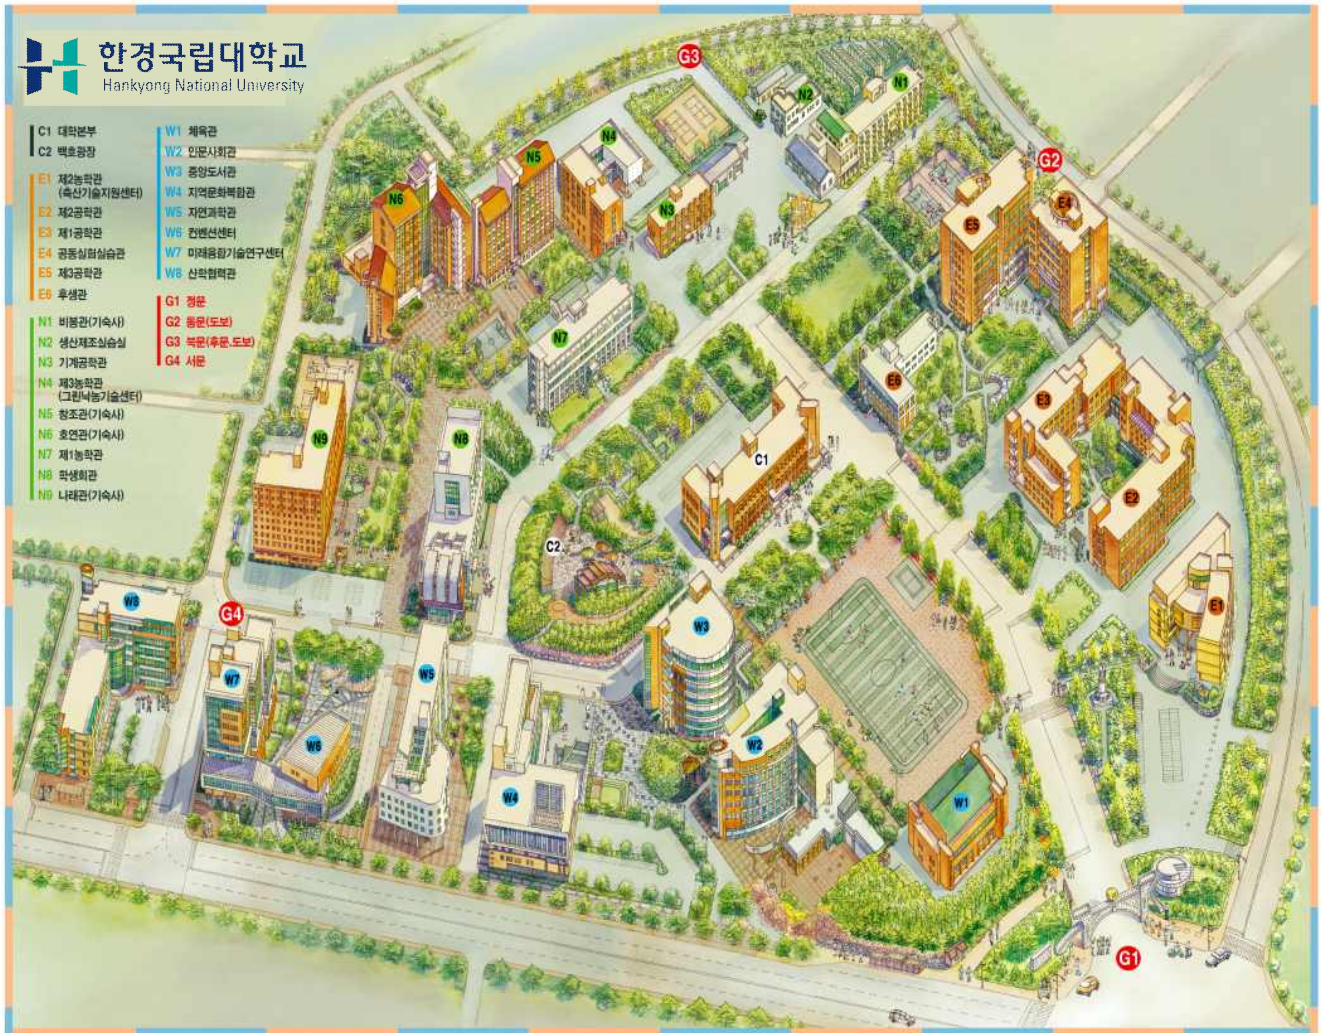 한경국립대학교
Hankyong National University
C1 대학본부
C2 백호광장
E1 제2농학관
(축산기술지원센터)
E2 제2공학관
E3 제1공학관
E4 공동실험실습관
E5 제3공학관
E6 후생관
N1 비봉관(기숙사)
N2 생산제조실습실
N3 기계공학관
N4 제3농학관
(그린낙농기술센터)
N5 창조관(기숙사)
N6 호연관(기숙사)
N7 제1농학관
N8 학생회관
N9 나래관(기숙사)
W1 체육관
W2 인문사회관
W3 중앙도서관
W4 지역문화복합관
W5 자연과학관
W6 컨벤션센터
W7 미래융합기술연구센터
W8 산학협력관
G1 정문
G2 동문(도보)
G3 북문(후문.도보)
G4 서문
G3
N1
N2
N4
N5
G2
N6
N3
E4
E5
N7
E6
E3
N9
N8
C1
E2
C2
W8
G4
E1
W3
W5
W7
W6
W2
W4
W1
G1